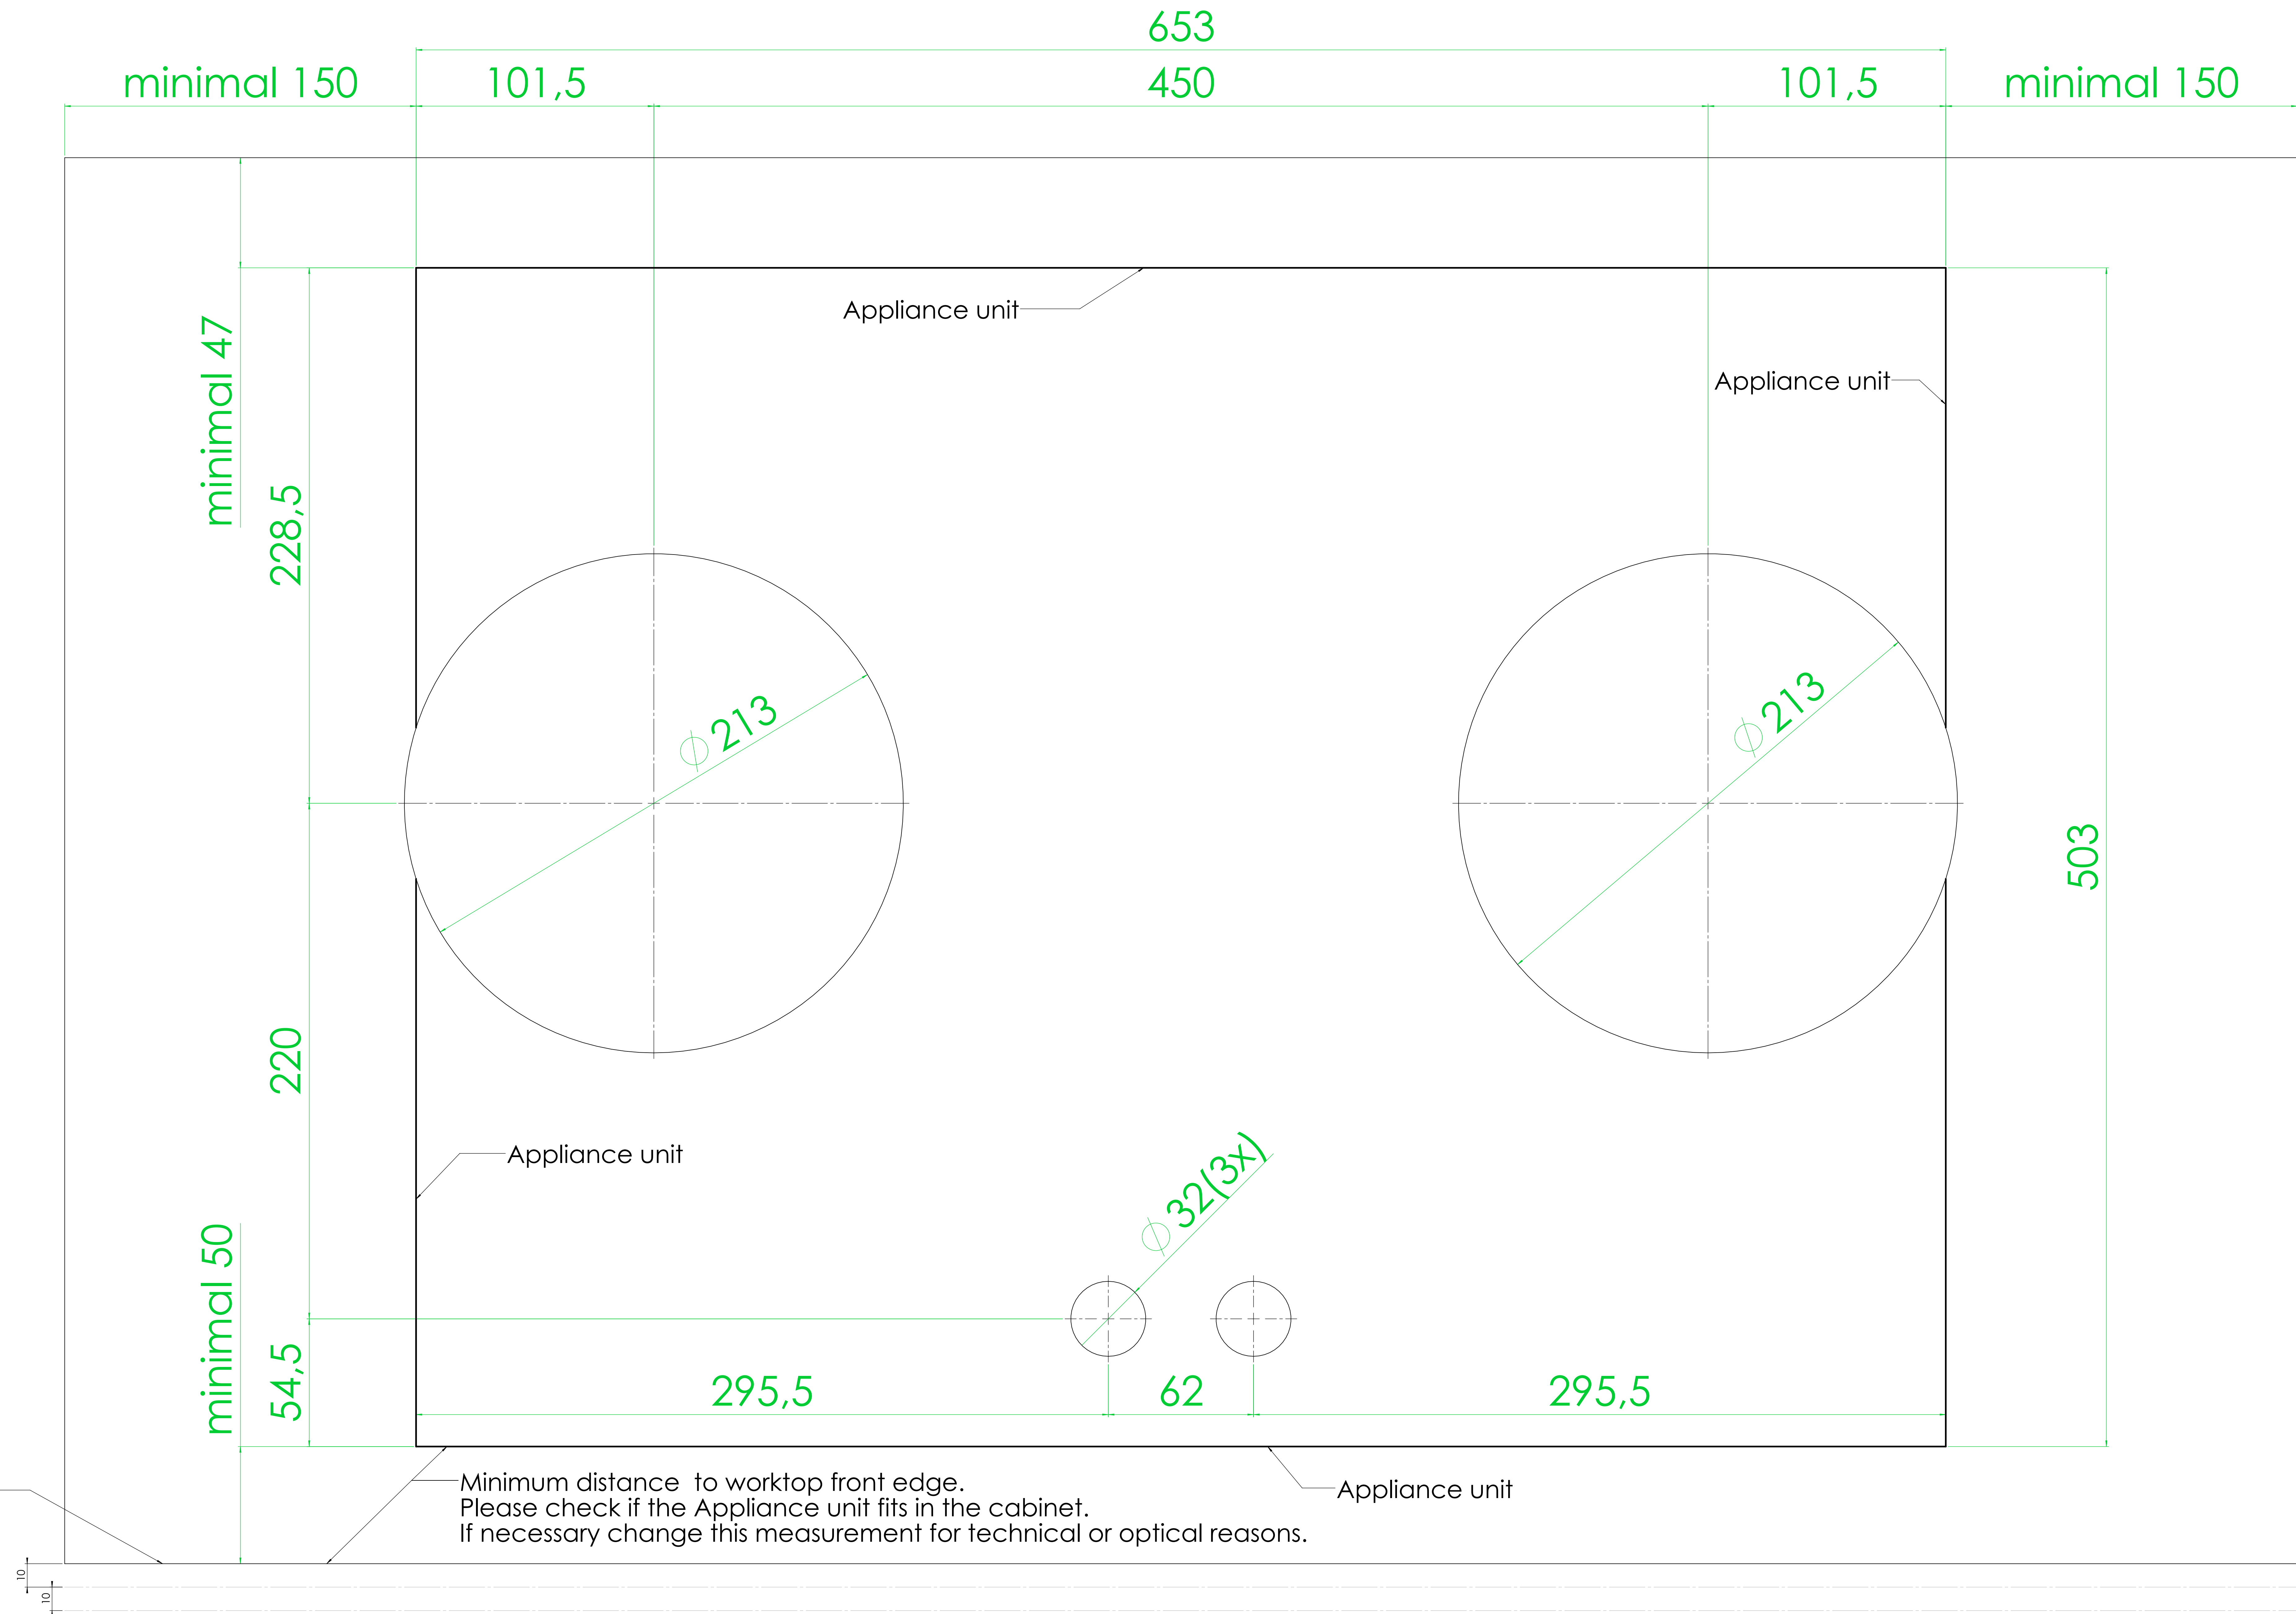 653
minimal 150
101,5
450
101,5
minimal 150
minimal 47
228,5
Appliance unit
Appliance unit
⌀ 213
⌀ 213
503
220
Appliance unit
⌀ 32(3x)
minimal 50
54,5
295,5
62
295,5
Minimum distance  to worktop front edge.
Please check if the Appliance unit fits in the cabinet.
If necessary change this measurement for technical or optical reasons.
Appliance unit
10
10